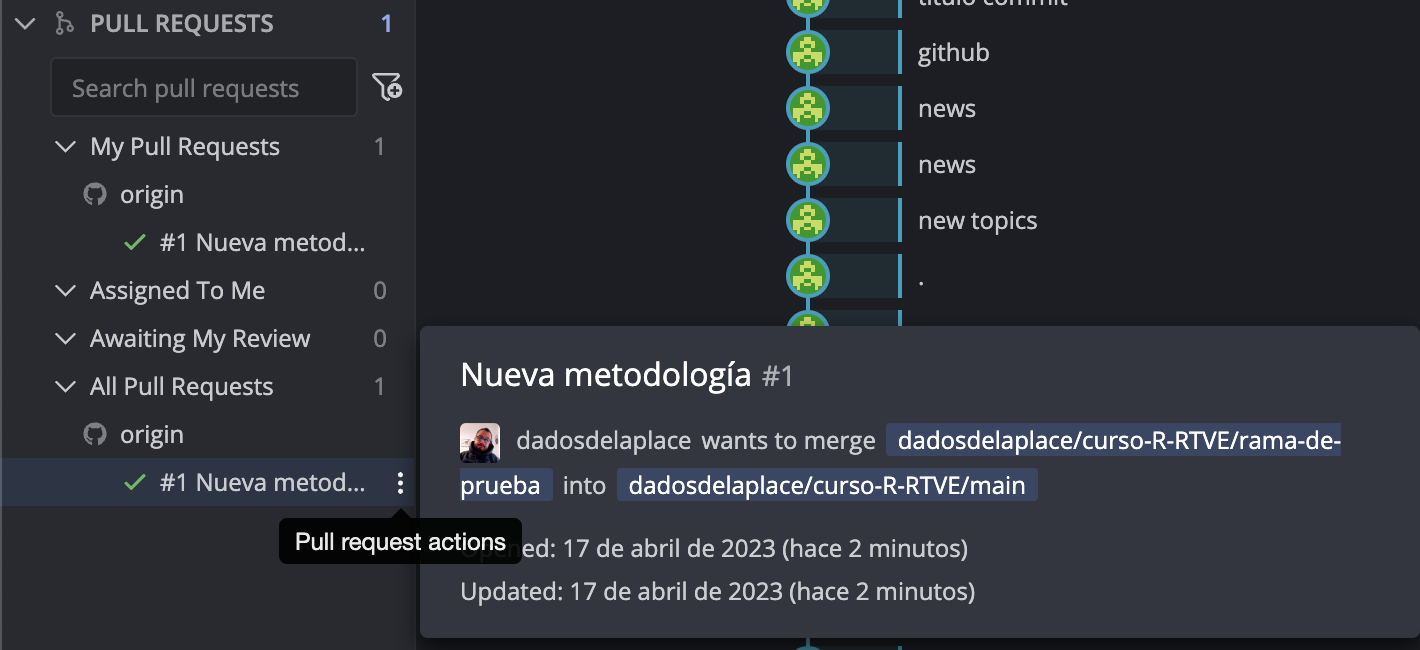 PULL REQUESTS 1
Search pull requests
My Pull Requests 1
origin
#1 Nueva metod...
Assigned To Me 0
Awaiting My Review 0
All Pull Requests 1
origin
#1 Nueva metod...
Pull request actions
titulo commit
github
news
news
new topics
.
Nueva metodología #1
dadosdelaplace wants to merge dadosdelaplace/curso-R-RTVE/rama-de-
prueba into dadosdelaplace/curso-R-RTVE/main
Opened: 17 de abril de 2023 (hace 2 minutos)
Updated: 17 de abril de 2023 (hace 2 minutos)